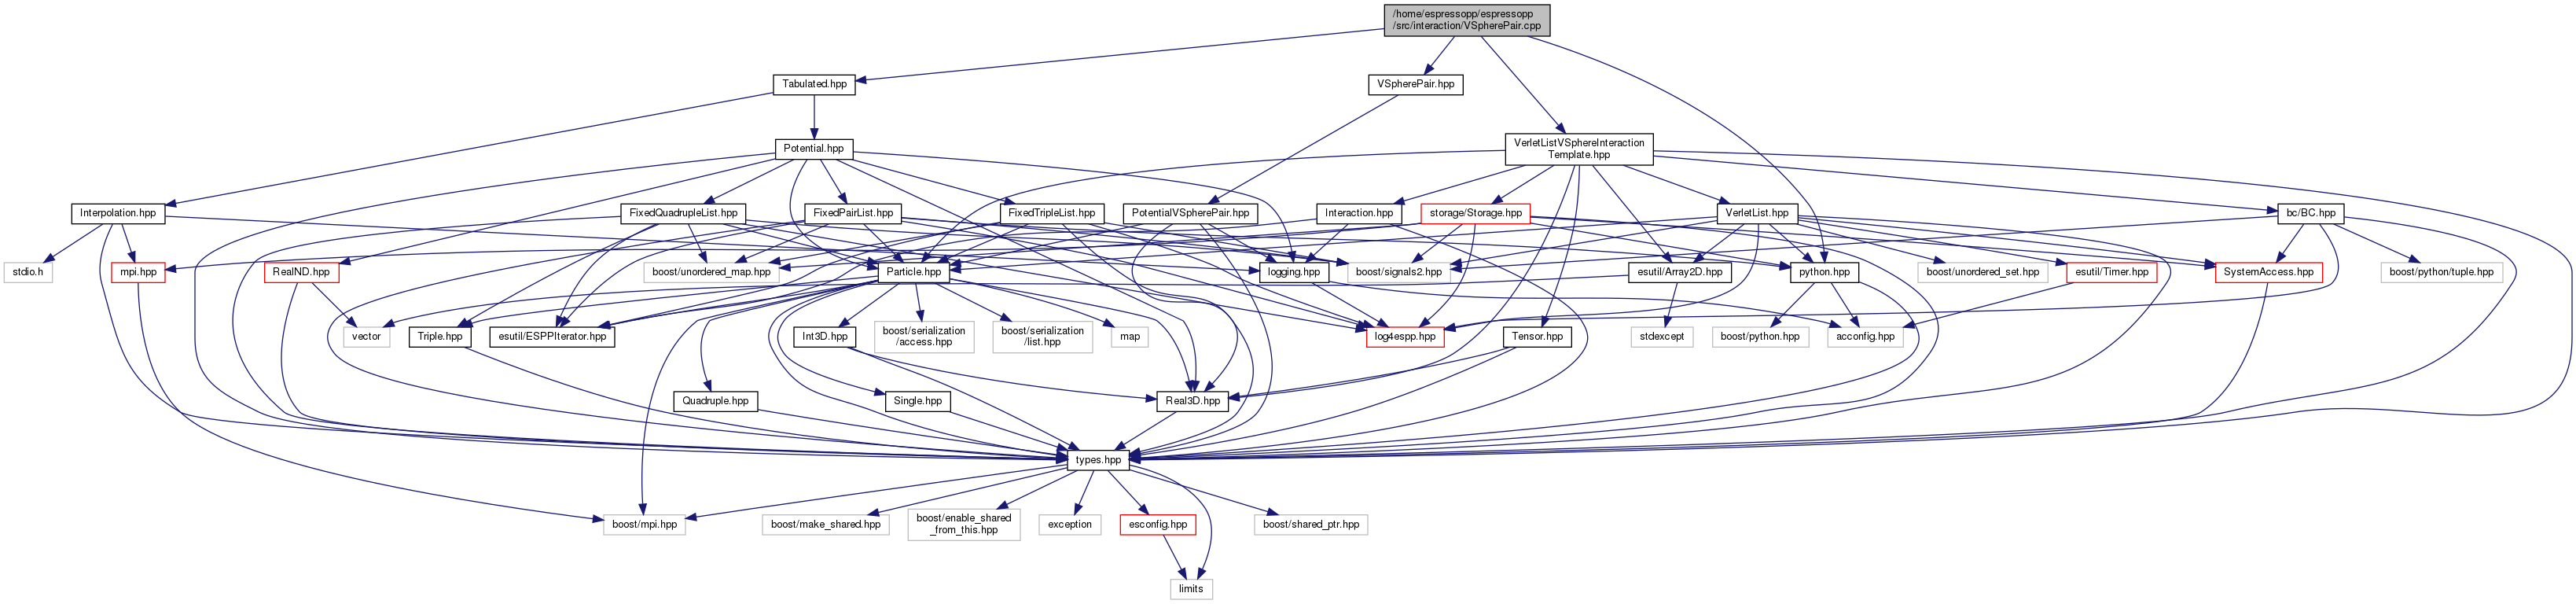 /home/espressopp/espressopp
/src/interaction/VSpherePair.cpp
Tabulated.hpp
VSpherePair.hpp
Potential.hpp
VerletListVSphereInteraction
Template.hpp
Interpolation.hpp
FixedQuadrupleList.hpp
FixedPairList.hpp
FixedTripleList.hpp
PotentialVSpherePair.hpp
Interaction.hpp
storage/Storage.hpp
VerletList.hpp
bc/BC.hpp
stdio.h
mpi.hpp
RealND.hpp
boost/unordered_map.hpp
Particle.hpp
logging.hpp
boost/signals2.hpp
esutil/Array2D.hpp
python.hpp
boost/unordered_set.hpp
esutil/Timer.hpp
SystemAccess.hpp
boost/python/tuple.hpp
vector
Triple.hpp
esutil/ESPPIterator.hpp
Int3D.hpp
boost/serialization
/access.hpp
boost/serialization
/list.hpp
map
log4espp.hpp
Tensor.hpp
stdexcept
boost/python.hpp
acconfig.hpp
Quadruple.hpp
Single.hpp
Real3D.hpp
types.hpp
boost/mpi.hpp
boost/make_shared.hpp
boost/enable_shared
_from_this.hpp
exception
esconfig.hpp
boost/shared_ptr.hpp
limits